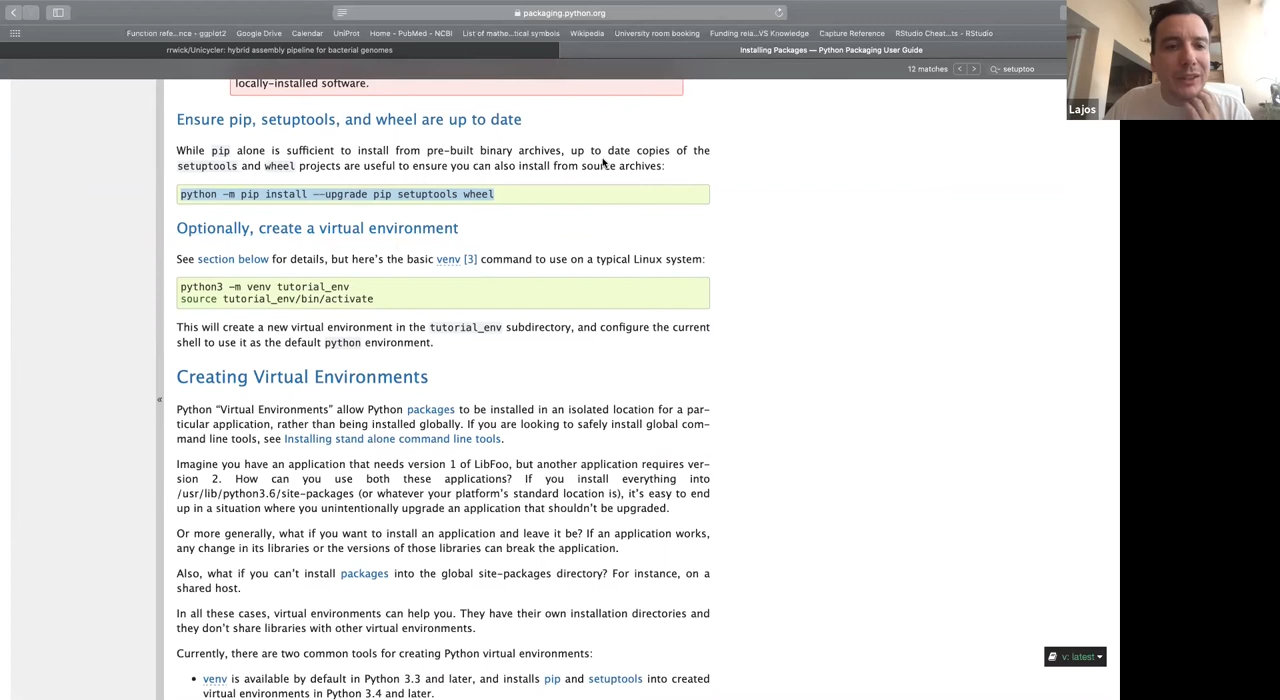 packaging.python.org
Function refe...nce - ggplot2 Google Drive Calendar UniProt Home - PubMed - NCBI List of mathe...tical symbols Wikipedia University room booking Funding reia...VS Knowledge Capture Reference RStudio Cheat...ts - RStudio
rrwick/Unicycler: hybrid assembly pipeline for bacterial genomes
Installing Packages — Python Packaging User Guide
12 matches
setuptoo
Lajos
locally-installed software.
Ensure pip, setuptools, and wheel are up to date
While pip alone is sufficient to install from pre-built binary archives, up to date copies of the
setuptools and wheel projects are useful to ensure you can also install from source archives:
python -m pip install --upgrade pip setuptools wheel
Optionally, create a virtual environment
See section below for details, but here's the basic venv [3] command to use on a typical Linux system:
python3 -m venv tutorial_env
source tutorial_env/bin/activate
This will create a new virtual environment in the tutorial_env subdirectory, and configure the current
shell to use it as the default python environment.
Creating Virtual Environments
«
Python “Virtual Environments” allow Python packages to be installed in an isolated location for a par-
ticular application, rather than being installed globally. If you are looking to safely install global com-
mand line tools, see Installing stand alone command line tools.
Imagine you have an application that needs version 1 of LibFoo, but another application requires ver-
sion 2. How can you use both these applications? If you install everything into
/usr/lib/python3.6/site-packages (or whatever your platform's standard location is), it's easy to end
up in a situation where you unintentionally upgrade an application that shouldn't be upgraded.
Or more generally, what if you want to install an application and leave it be? If an application works,
any change in its libraries or the versions of those libraries can break the application.
Also, what if you can't install packages into the global site-packages directory? For instance, on a
shared host.
In all these cases, virtual environments can help you. They have their own installation directories and
they don't share libraries with other virtual environments.
Currently, there are two common tools for creating Python virtual environments:
• venv is available by default in Python 3.3 and later, and installs pip and setuptools into created
virtual environments in Python 3.4 and later.
v: latest